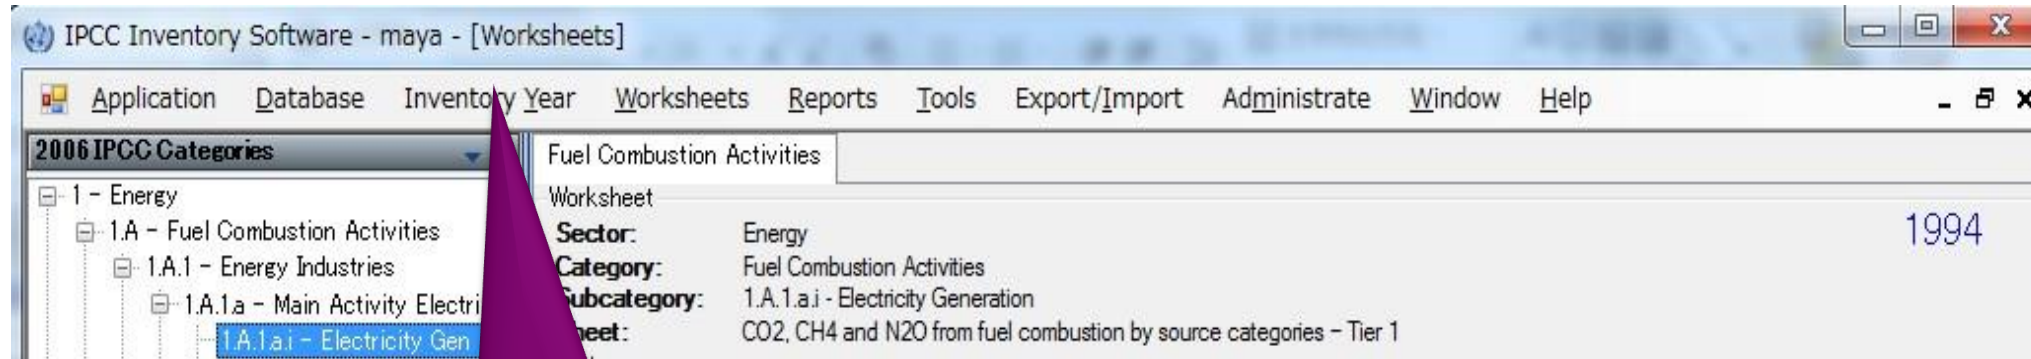 IPCC Inventory Software - maya - [Worksheets]
Application Database Inventory Year Worksheets Reports Tools Export/Import Administrate Window Help
2006 IPCC Categories
Fuel Combustion Activities
1 - Energy
Worksheet
1994
1.A - Fuel Combustion Activities
Sector: Energy
1.A.1 - Energy Industries
Category: Fuel Combustion Activities
1.A.1.a - Main Activity Electri
Subcategory: 1.A.1.a.i - Electricity Generation
1.A.1.a.i - Electricity Gen
CO2, CH4 and N2O from fuel combustion by source categories - Tier 1